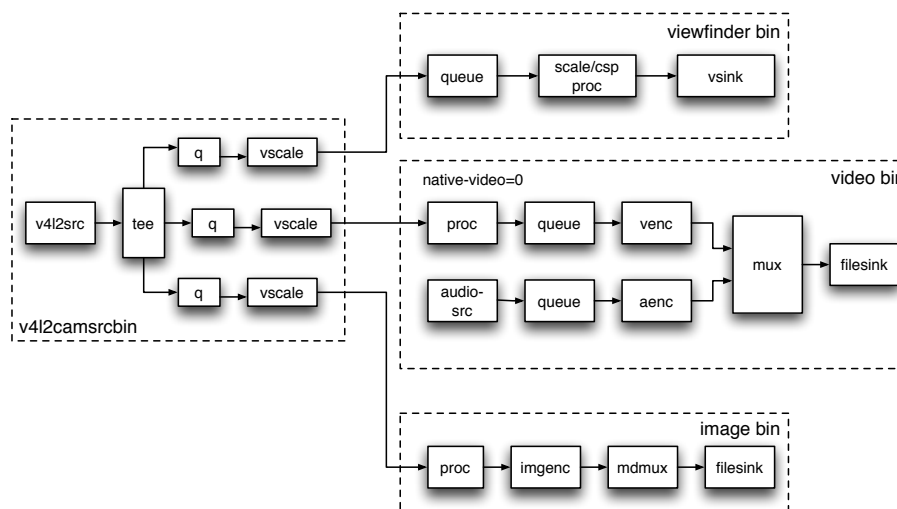 viewfinder bin
queue
scale/csp
proc
vsink
q
vscale
v4l2src
tee
q
vscale
q
vscale
v4l2camsrcbin
native-video=0
video bin
proc
queue
venc
mux
filesink
audio-
src
queue
aenc
image bin
proc
imgenc
mdmux
filesink